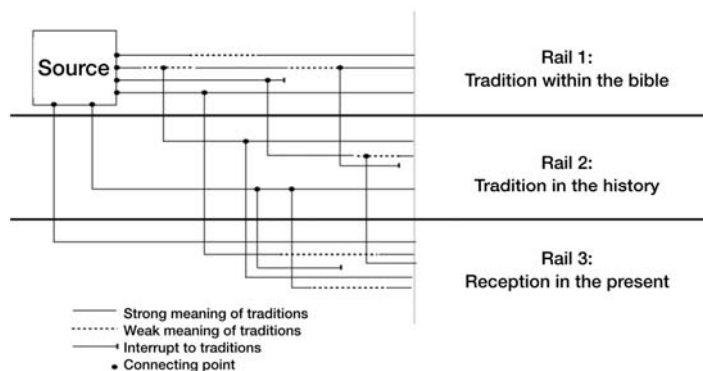 Source
Rail 1:
Tradition within the bible
Rail 2:
Tradition in the history
Rail 3:
Reception in the present
Strong meaning of traditions
Weak meaning of traditions
Interrupt to traditions
Connecting point